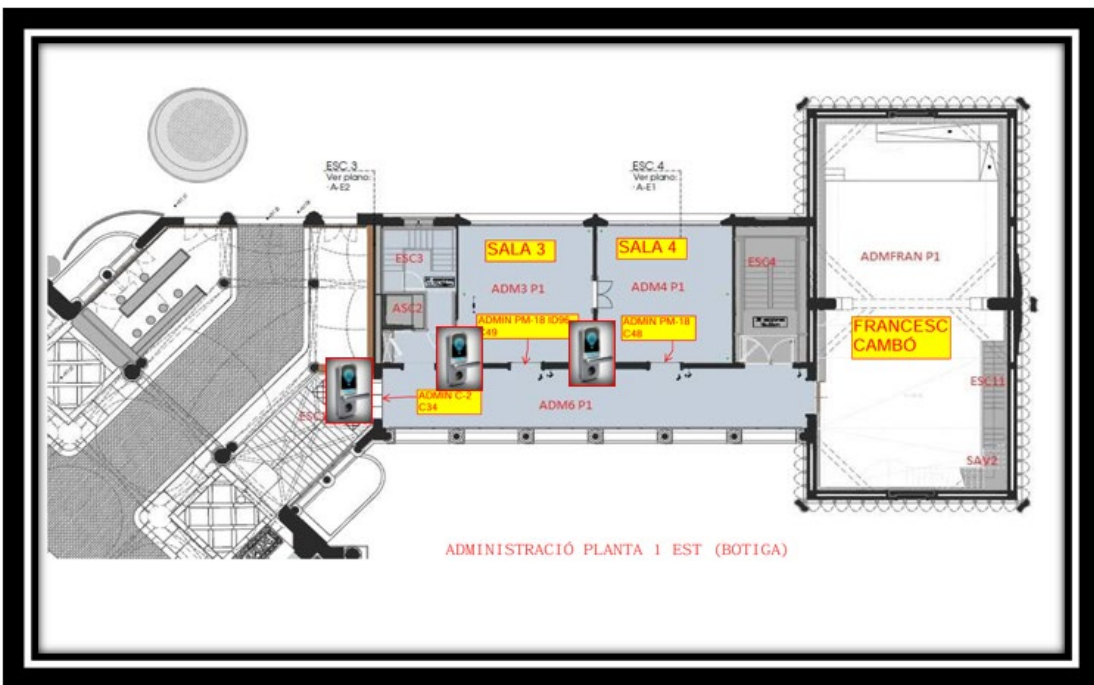 ESC 3
Ver plano:
-A-E2
ESC 4
Ver plano:
-A-E1
SALA 3
SALA 4
ESC3
ESC4
ADMFRAN P1
ADM3 P1
ADM4 P1
ASC2
ADMIN PM-18 ID96
C49
ADMIN PM-18
C48
FRANCESC
CAMBÓ
ESC11
ADMIN C-2
C34
ADM6 P1
SAV2
ADMINISTRACIÓ PLANTA 1 EST (BOTIGA)